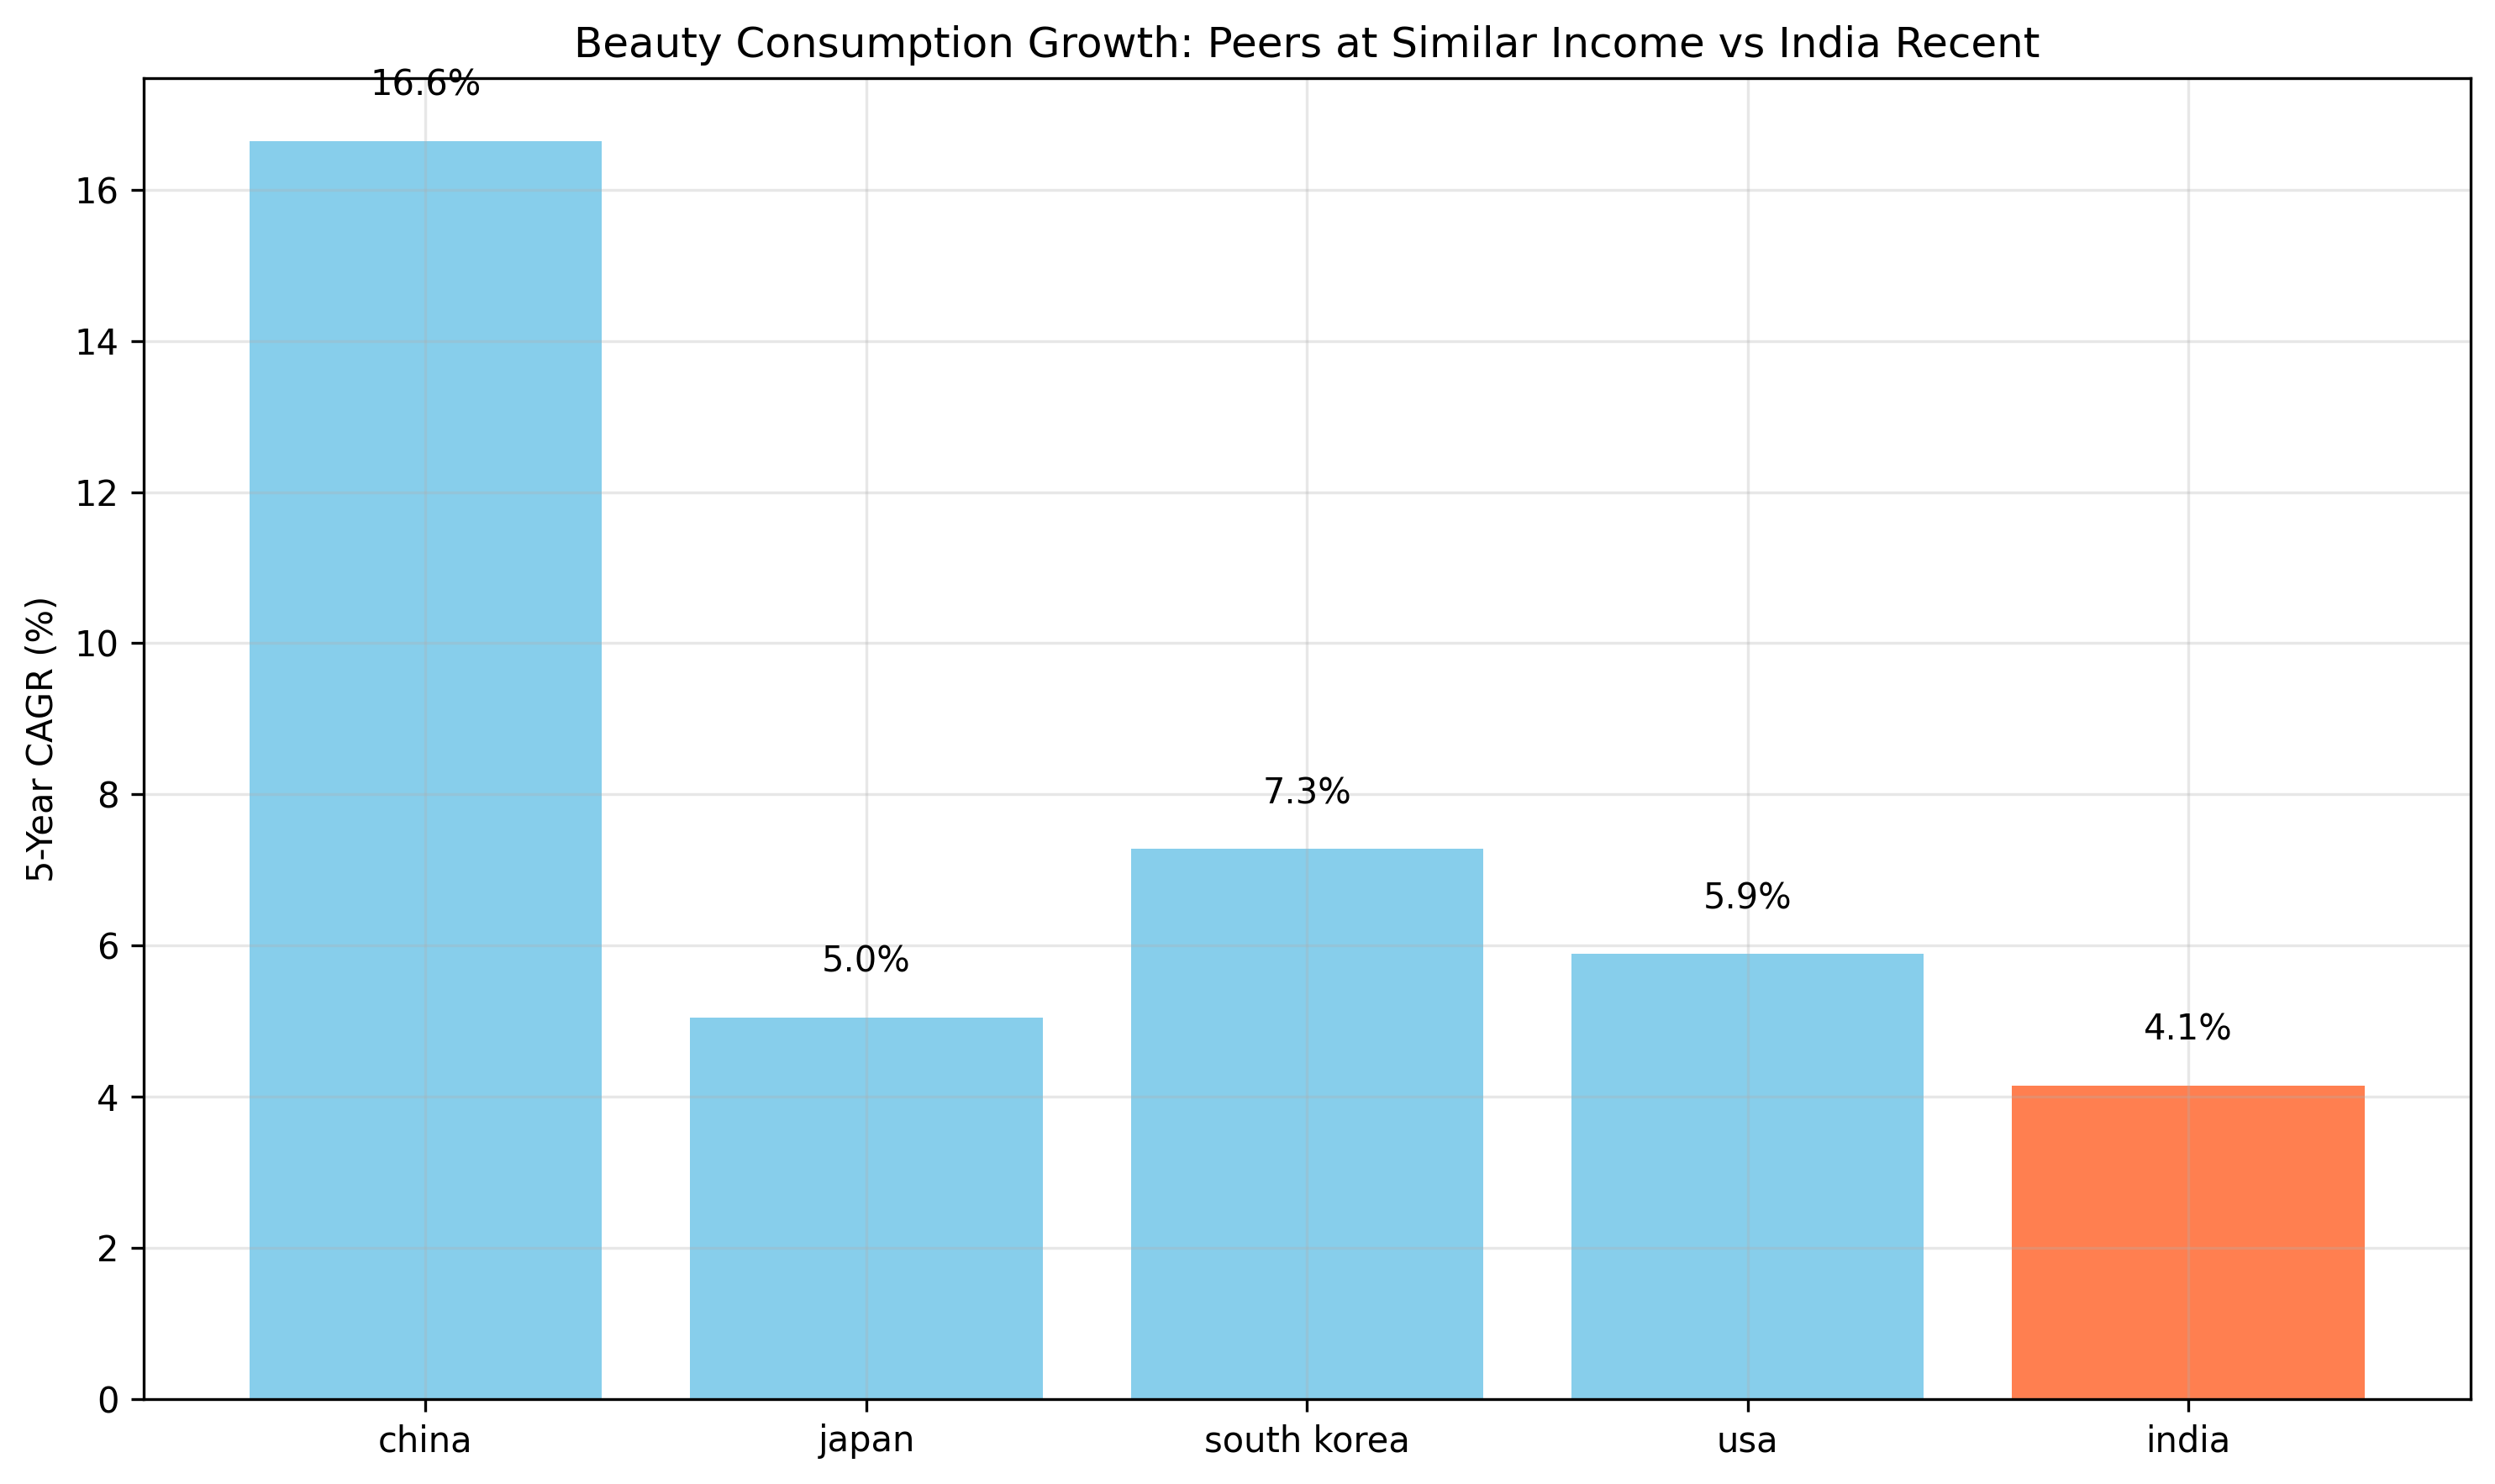 Beauty Consumption Growth: Peers at Similar Income vs India Recent
16.6%
16
14
12
10
8
6
4
2
0
5-Year CAGR (%)
5.0%
7.3%
5.9%
4.1%
china
japan
south korea
usa
india